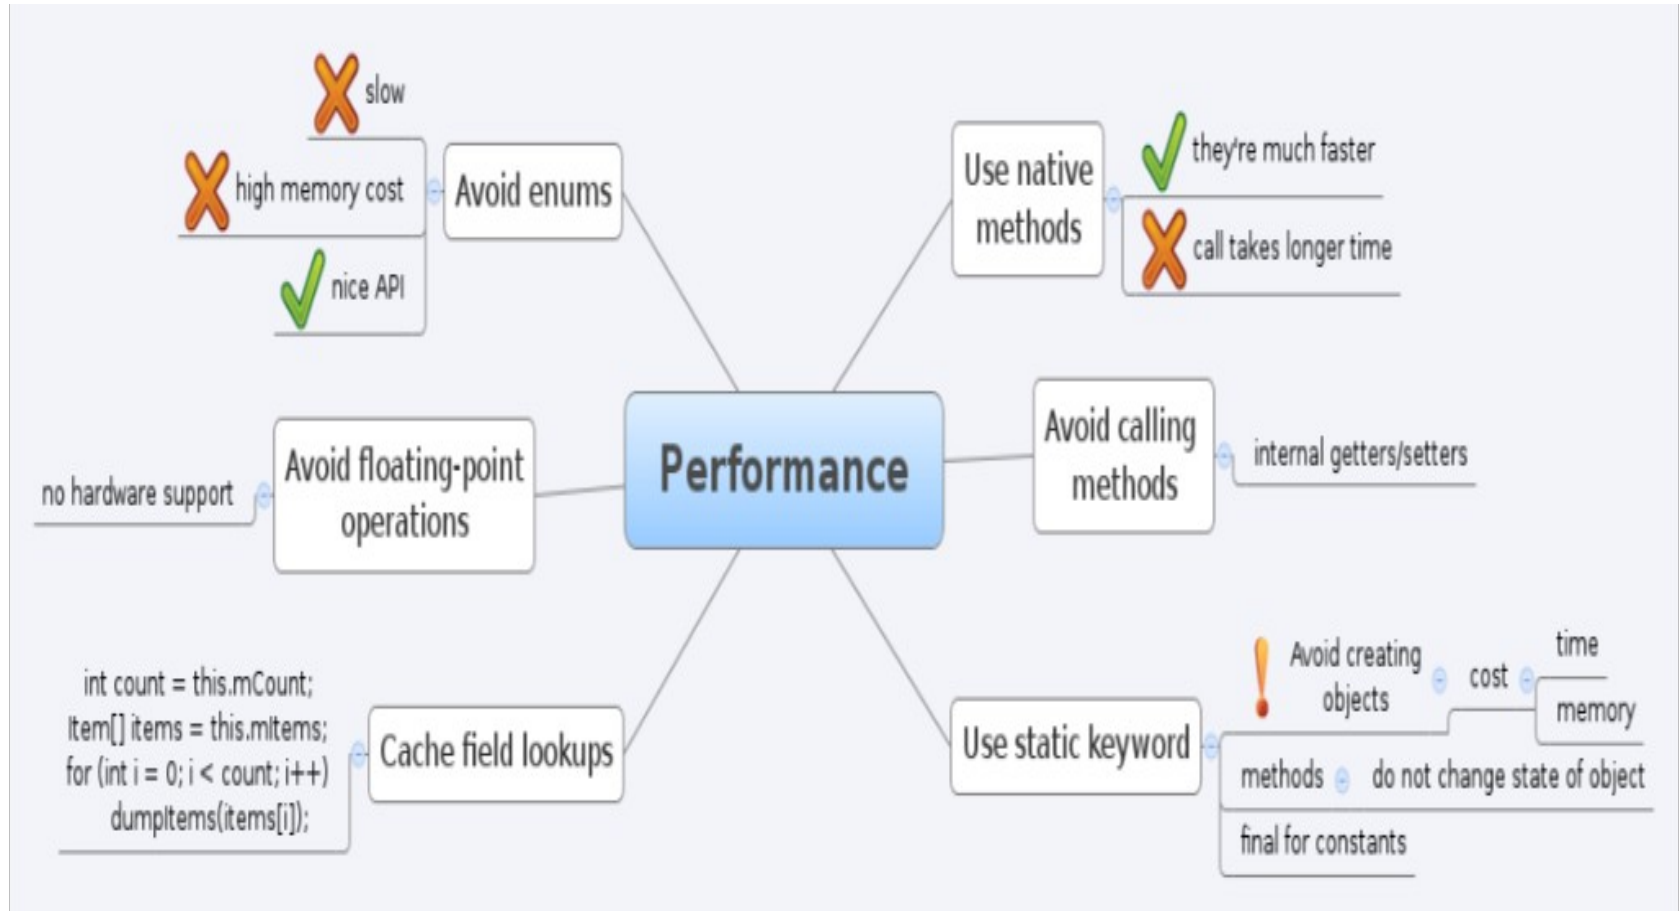 Performance
Avoid enums
slow
high memory cost
nice API
Avoid floating-point
operations
no hardware support
Cache field lookups
int count = this.mCount;
Item[] items = this.mItems;
for (int i = 0; i < count; i++)
dumpItems(items[i]);
Use native
methods
they're much faster
call takes longer time
Avoid calling
methods
internal getters/setters
Use static keyword
Avoid creating
objects
cost
time
memory
methods
do not change state of object
final for constants